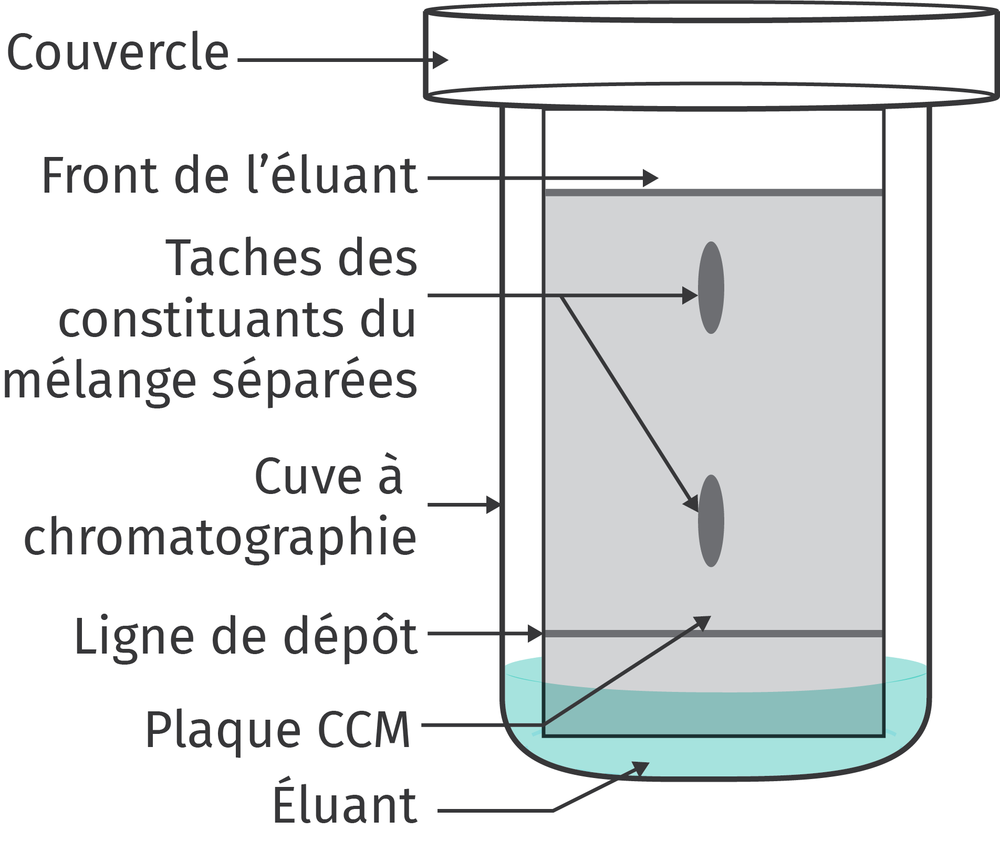 Couvercle
Front de l’éluant
Taches des
constituants du
mélange séparées
Cuve à
chromatographie
Ligne de dépôt
Plaque CCM
Éluant